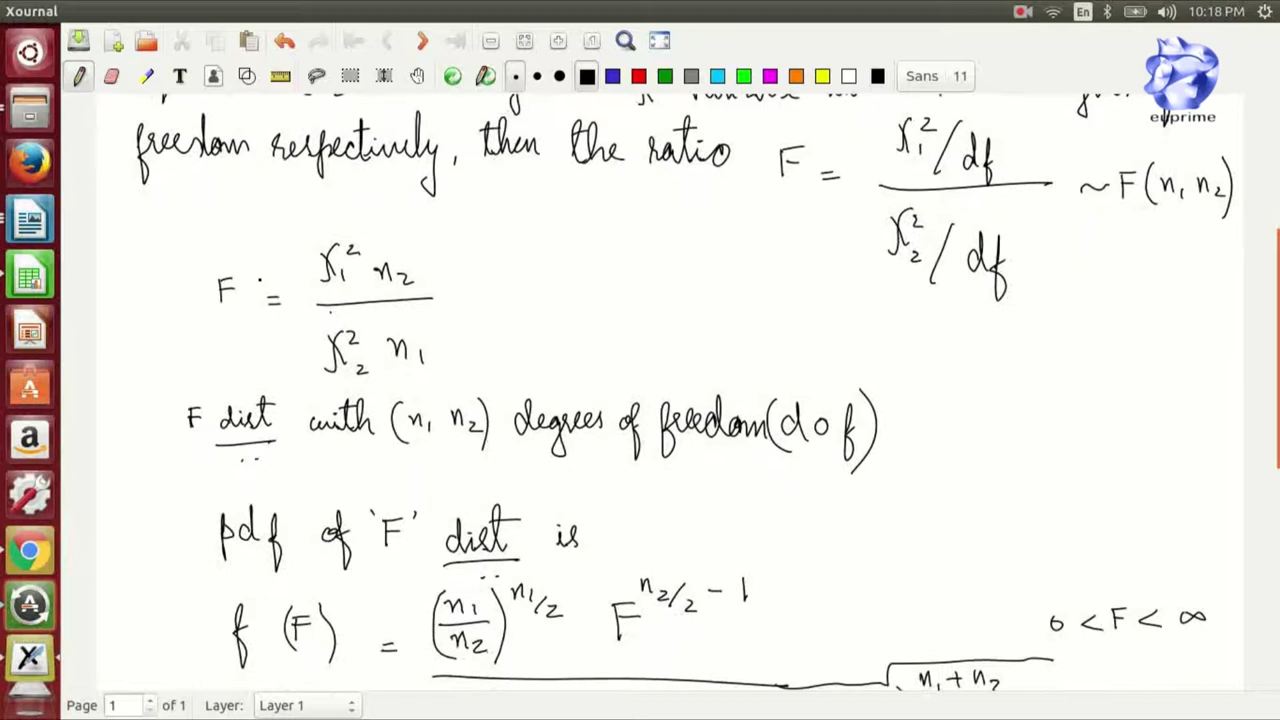 Xournal
En
10:18 PM
Sans 11
eyprime
freedom respectively, then the ratio F = χ₁²/df
χ₂²/df
~ F(n₁ n₂)
F = χ₁² n₂
χ₂² n₁
F dist with (n₁ n₂) degrees of freedom (dof)
pdf of 'F' dist is
f (F) = (n₁/n₂)^n₁/2 F^n₂/2 - 1 0 < F < ∞
n₁ + n₂
Page 1 of 1 Layer: Layer 1